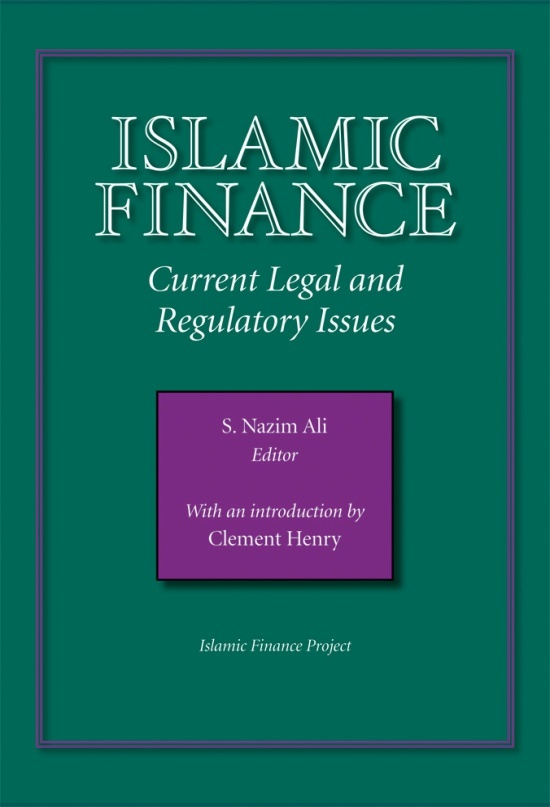 ISLAMIC
FINANCE
Current Legal and
Regulatory Issues
S. Nazim Ali
Editor
With an introduction by
Clement Henry
Islamic Finance Project